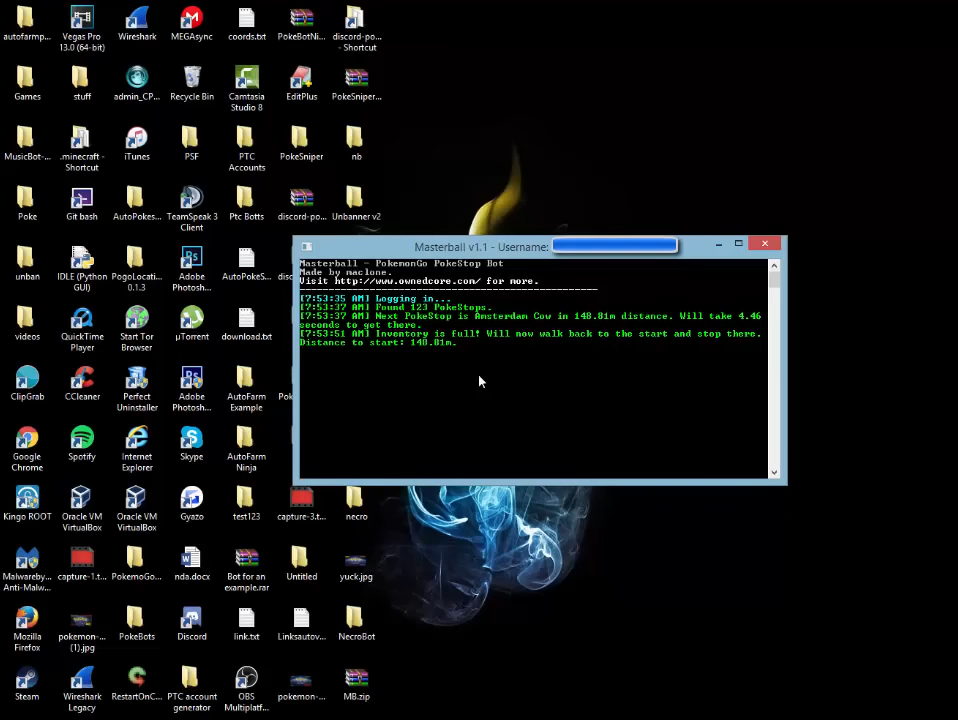 autofarmp...
Vegas Pro
13.0 (64-bit)
Wireshark
MEGAsync
coords.txt
PokeBotNi...
discord-po...
- Shortcut
Games
stuff
admin_CP...
Recycle Bin
Camtasia
Studio 8
EditPlus
PokeSniper...
MusicBot-...
.minecraft -
Shortcut
iTunes
PSF
PTC
Accounts
PokeSniper
nb
Poke
Git bash
AutoPokes...
TeamSpeak 3
Client
Ptc Botts
discord-po...
Unbanner v2
unban
IDLE (Python
GUI)
PogoLocati...
0.1.3
Adobe
Photosh...
AutoPokeS...
disc
videos
QuickTime
Player
Start Tor
Browser
µTorrent
download.txt
ClipGrab
CCleaner
Perfect
Uninstaller
Adobe
Photosh...
AutoFarm
Example
Pok
Google
Chrome
Spotify
Internet
Explorer
Skype
AutoFarm
Ninja
Kingo ROOT
Oracle VM
VirtualBox
Oracle VM
VirtualBox
Gyazo
test123
capture-3.t...
necro
Malwareby...
Anti-Malw...
capture-1.t...
PokemoGo...
nda.docx
Bot for an
example.rar
Untitled
yuck.jpg
Mozilla
Firefox
pokemon-...
(1).jpg
PokeBots
Discord
link.txt
Linksautov...
NecroBot
Steam
Wireshark
Legacy
RestartOnC...
PTC account
generator
OBS
Multiplatf...
pokemon-...
MB.zip
Masterball v1.1 - Username:
Masterball - PokemonGo PokeStop Bot
Made by maclone.
Visit http://www.ownedcore.com/ for more.
[7:53:35 AM] Logging in...
[7:53:37 AM] Found 123 PokeStops.
[7:53:37 AM] Next PokeStop is Amsterdam Cow in 148.81m distance. Will take 4.46
seconds to get there.
[7:53:51 AM] Inventory is full! Will now walk back to the start and stop there.
Distance to start: 148.81m.